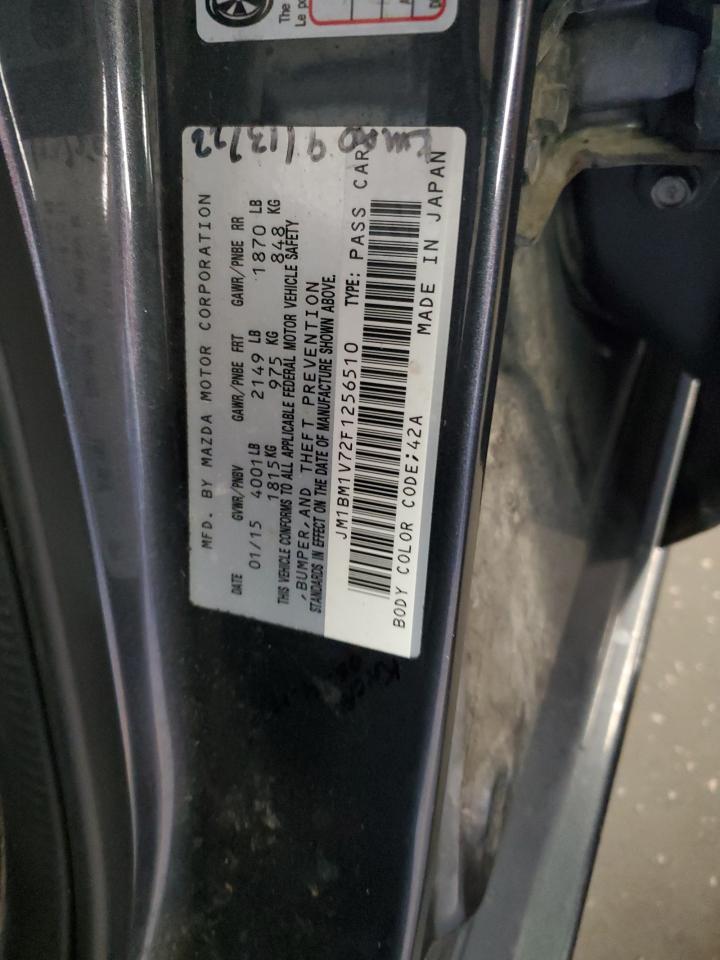 The
Le po
MFD. BY MAZDA MOTOR CORPORATION
DATE GVWR/PNBV GAWR/PNBE FRT GAWR/PNBE RR
01/15 4001LB 2149 LB 1870 LB
1815KG 975 KG 848 KG
THIS VEHICLE CONFORMS TO ALL APPLICABLE FEDERAL MOTOR VEHICLE SAFETY
,BUMPER,AND THEFT PREVENTION
STANDARDS IN EFFECT ON THE DATE OF MANUFACTURE SHOWN ABOVE.
JM1BM1V72F1256510 TYPE: PASS CAR
BODY COLOR CODE;42A MADE IN JAPAN